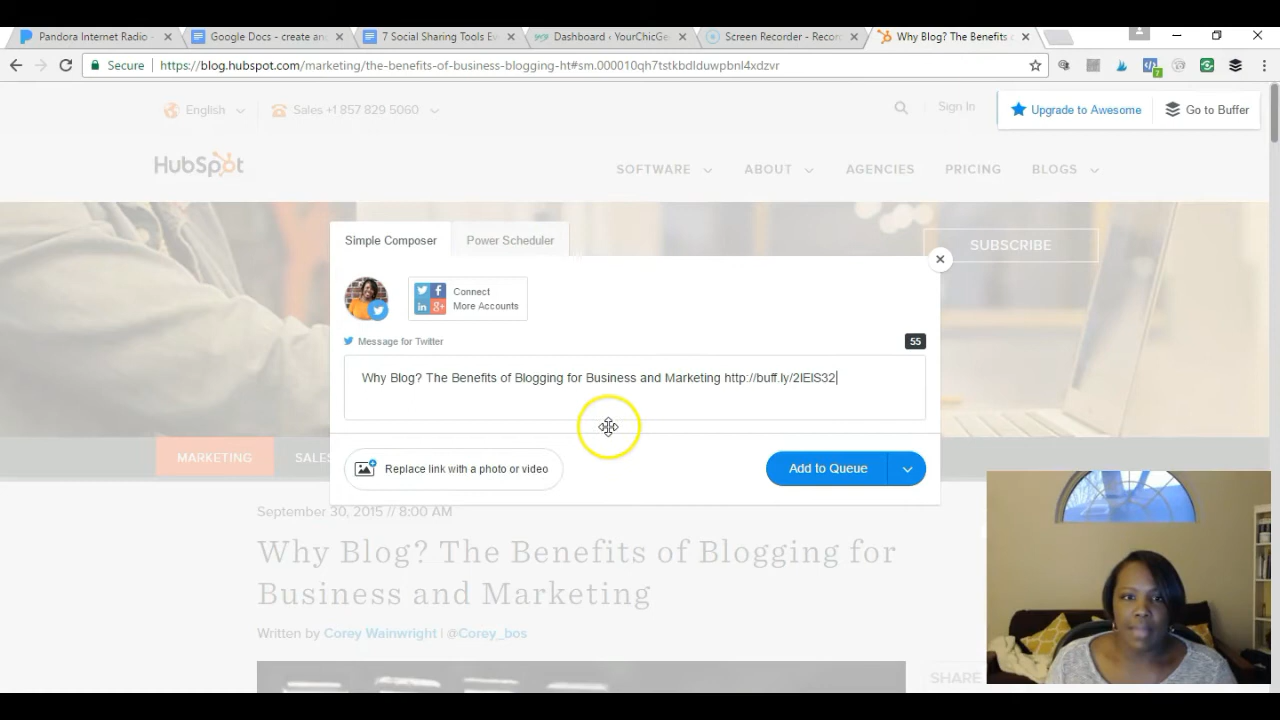 Pandora Internet Radio -
Google Docs - create and
7 Social Sharing Tools Ev
Dashboard ‹ YourChicGe
Screen Recorder - Recor
Why Blog? The Benefits o
Secure
https://blog.hubspot.com/marketing/the-benefits-of-business-blogging-ht#sm.000010qh7tstkbdlduwpbnl4xdzvr
7
English
Sales +1 857 829 5060
Sign In
Upgrade to Awesome
Go to Buffer
HubSpot
SOFTWARE
ABOUT
AGENCIES
PRICING
BLOGS
Simple Composer
Power Scheduler
SUBSCRIBE
Connect
More Accounts
Message for Twitter
55
Why Blog? The Benefits of Blogging for Business and Marketing http://buff.ly/2IEIS32
MARKETING
SALES
Replace link with a photo or video
Add to Queue
September 30, 2015 // 8:00 AM
Why Blog? The Benefits of Blogging for
Business and Marketing
Written by Corey Wainwright | @Corey_bos
SHARE